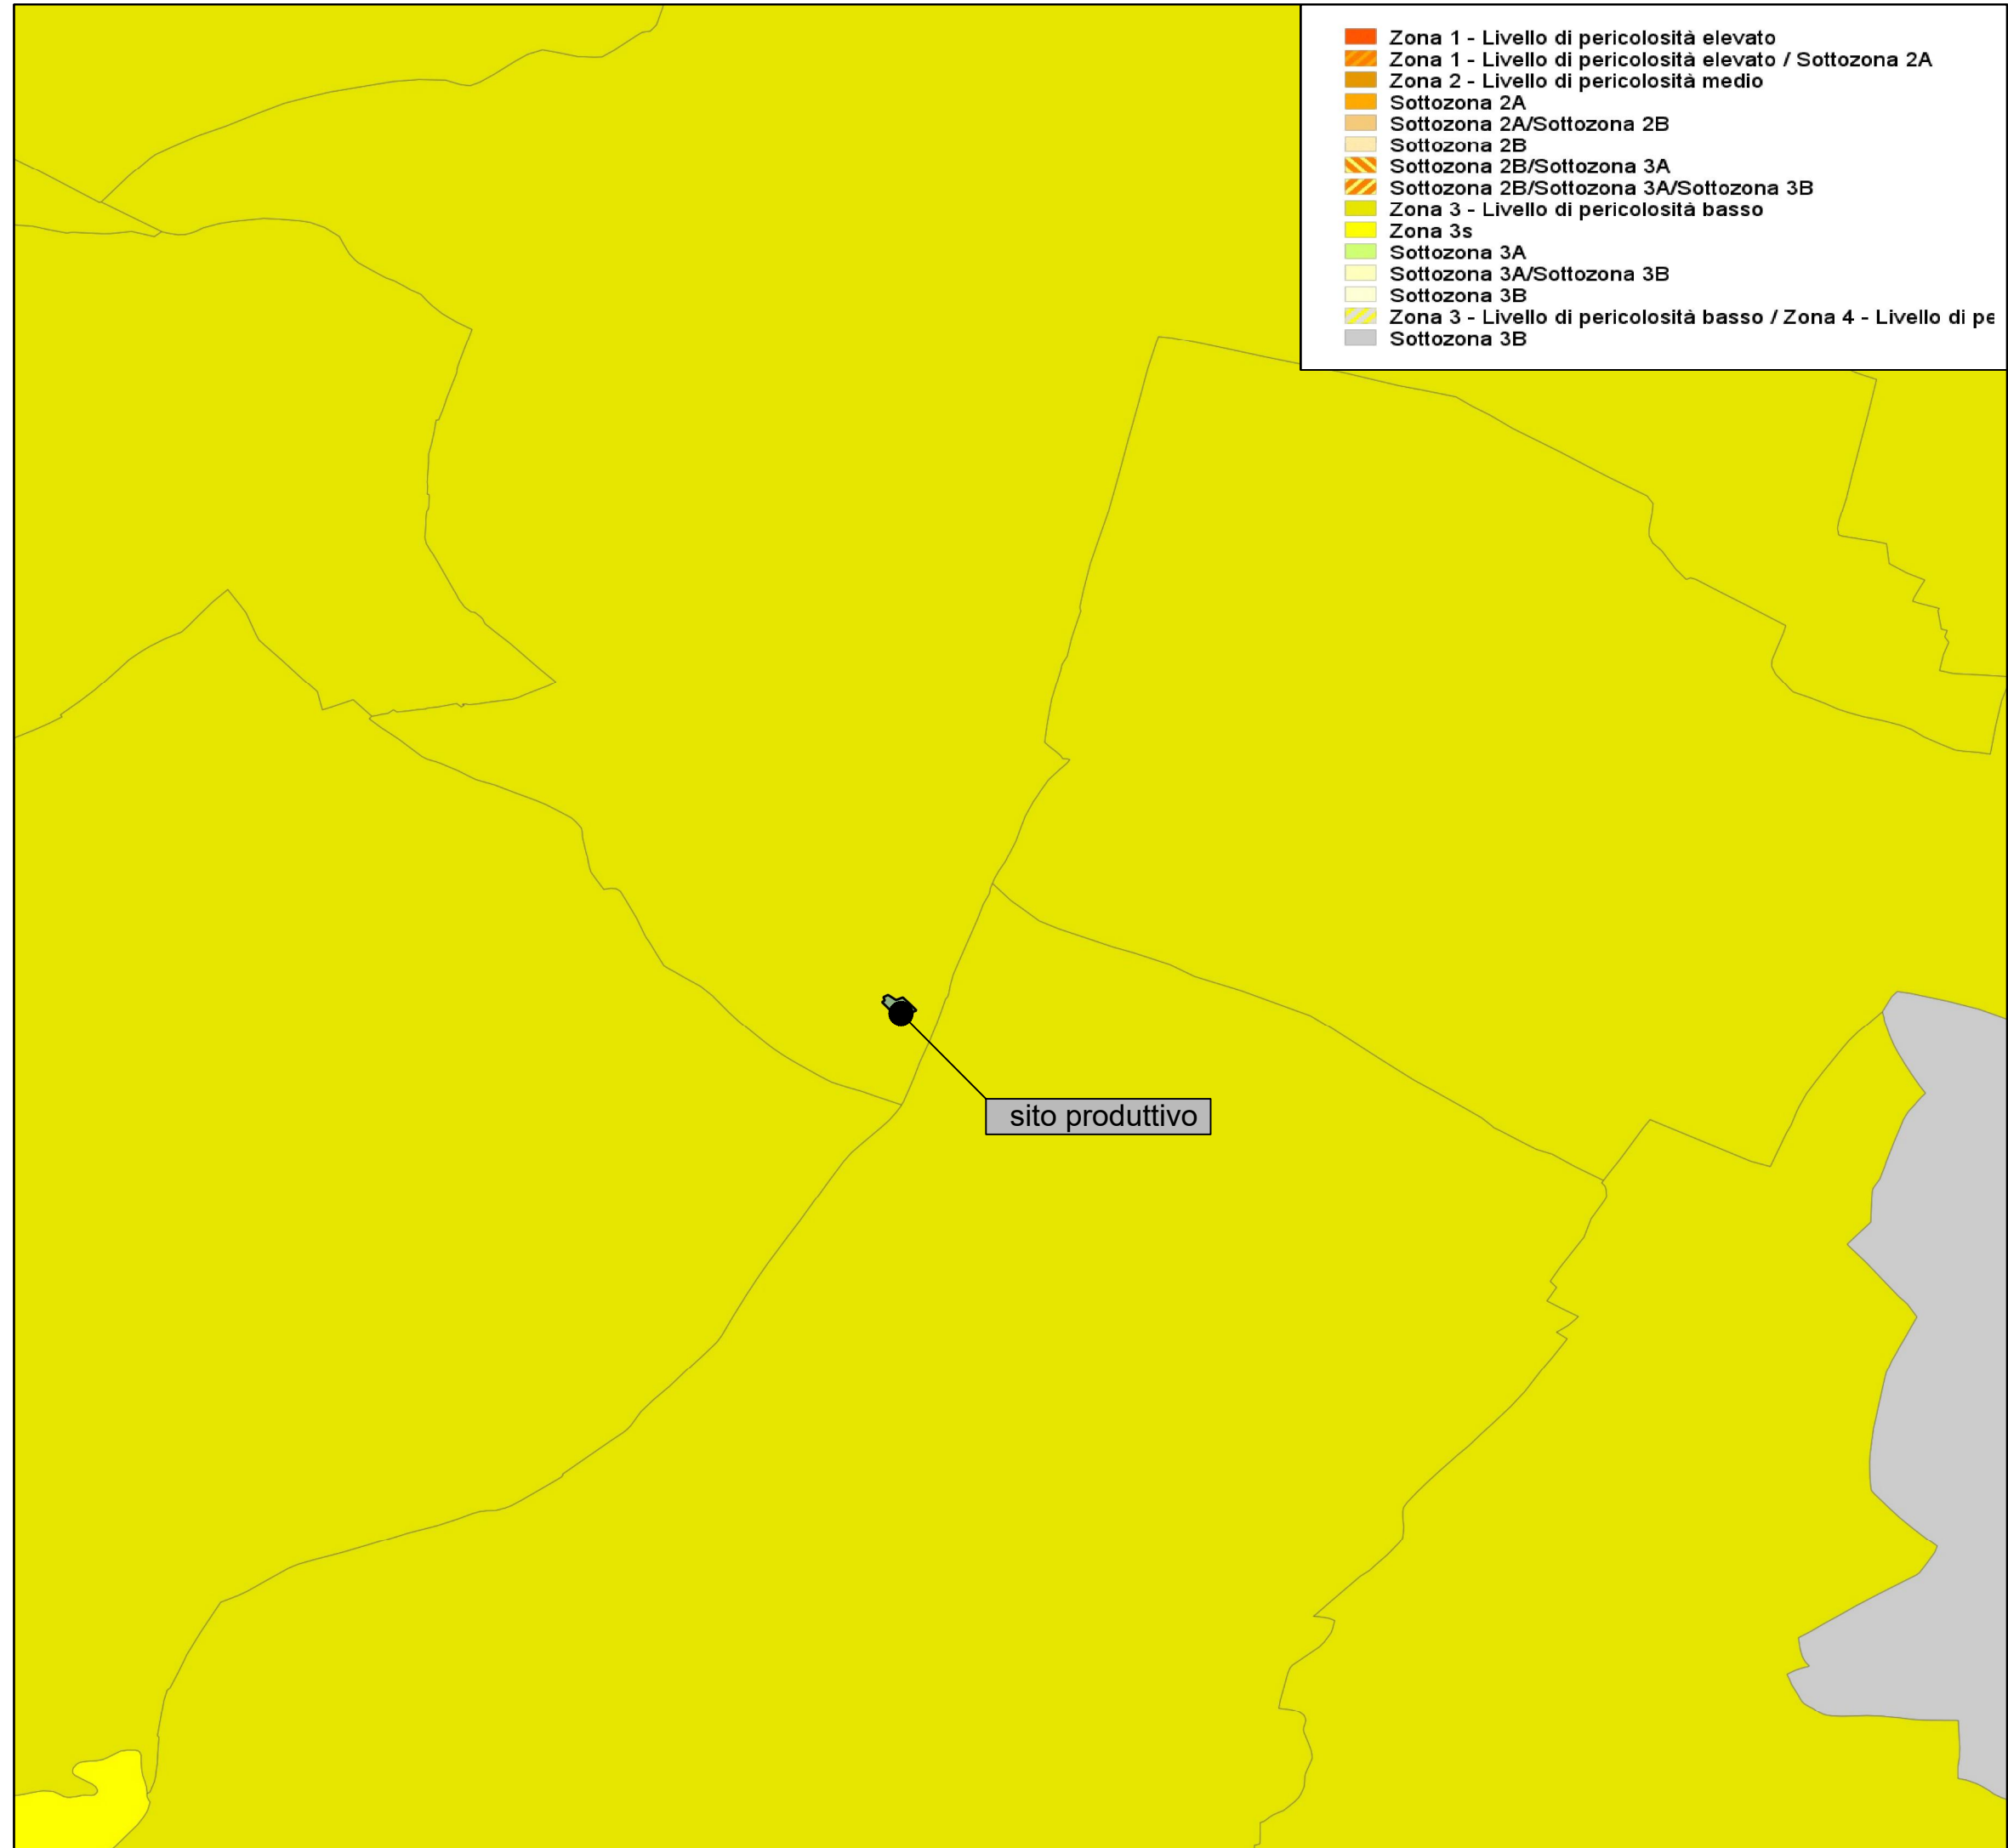 Zona 1 - Livello di pericolosità elevato
Zona 1 - Livello di pericolosità elevato / Sottozona 2A
Zona 2 - Livello di pericolosità medio
Sottozona 2A
Sottozona 2A/Sottozona 2B
Sottozona 2B
Sottozona 2B/Sottozona 3A
Sottozona 2B/Sottozona 3A/Sottozona 3B
Zona 3 - Livello di pericolosità basso
Zona 3s
Sottozona 3A
Sottozona 3A/Sottozona 3B
Sottozona 3B
Zona 3 - Livello di pericolosità basso / Zona 4 - Livello di pe
Sottozona 3B
sito produttivo